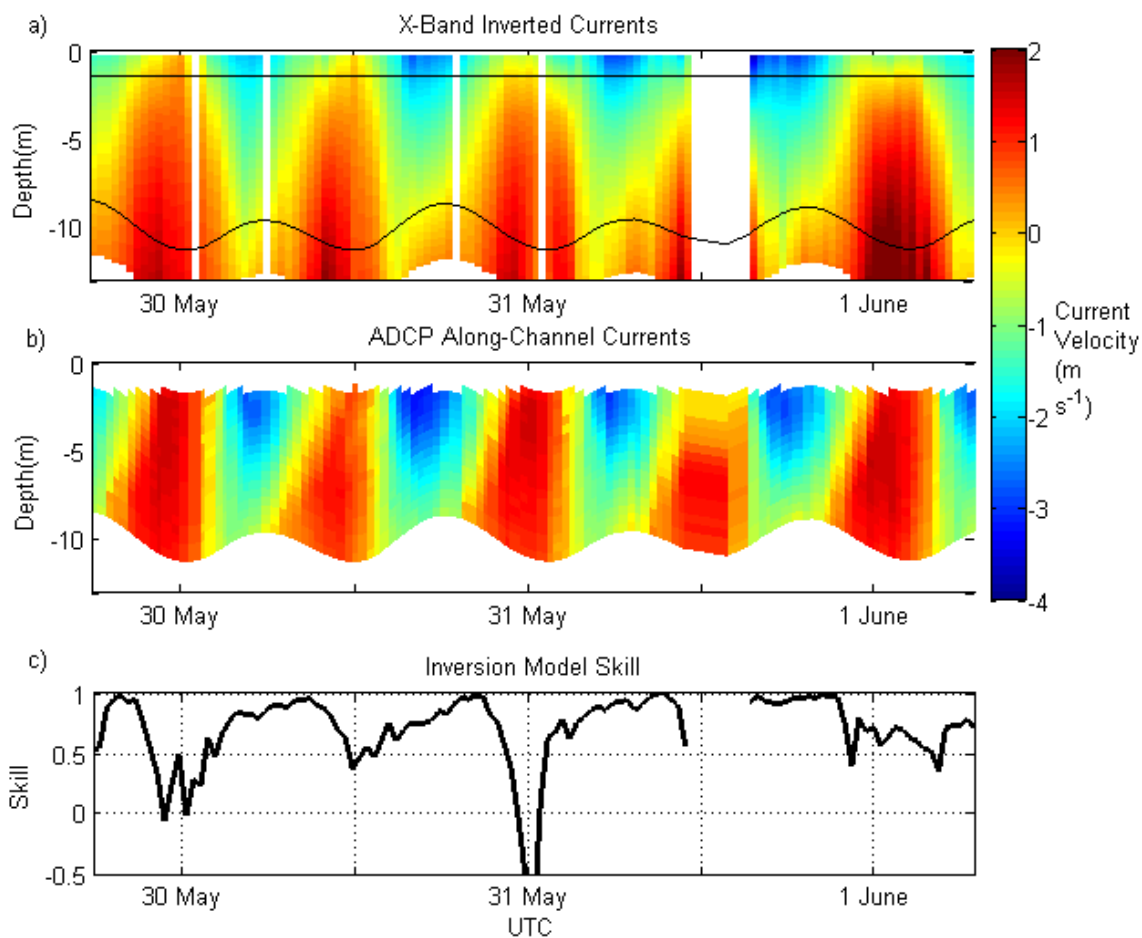 a)
X-Band Inverted Currents
0
-5
-10
Depth(m)
30 May
31 May
1 June
b)
ADCP Along-Channel Currents
0
-5
-10
Depth(m)
30 May
31 May
1 June
2
1
0
-1
-2
-3
-4
Current
Velocity
(m
s-1)
c)
Inversion Model Skill
1
0.5
0
-0.5
Skill
30 May
31 May
1 June
UTC